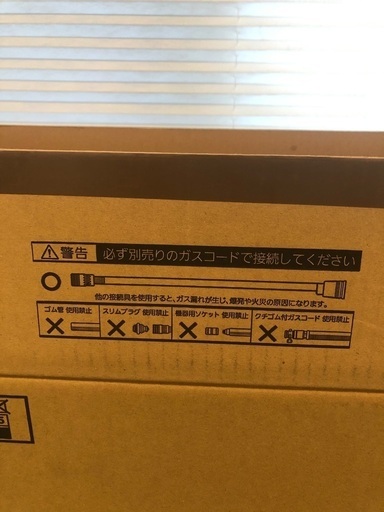 警告 必ず別売りのガスコードで接続してください
他の接続具を使用すると、ガス漏れが生じ、爆発や火災の原因になります。
ゴム管 使用禁止 スリムプラグ 使用禁止 機器用ソケット 使用禁止 クチゴム付ガスコード 使用禁止